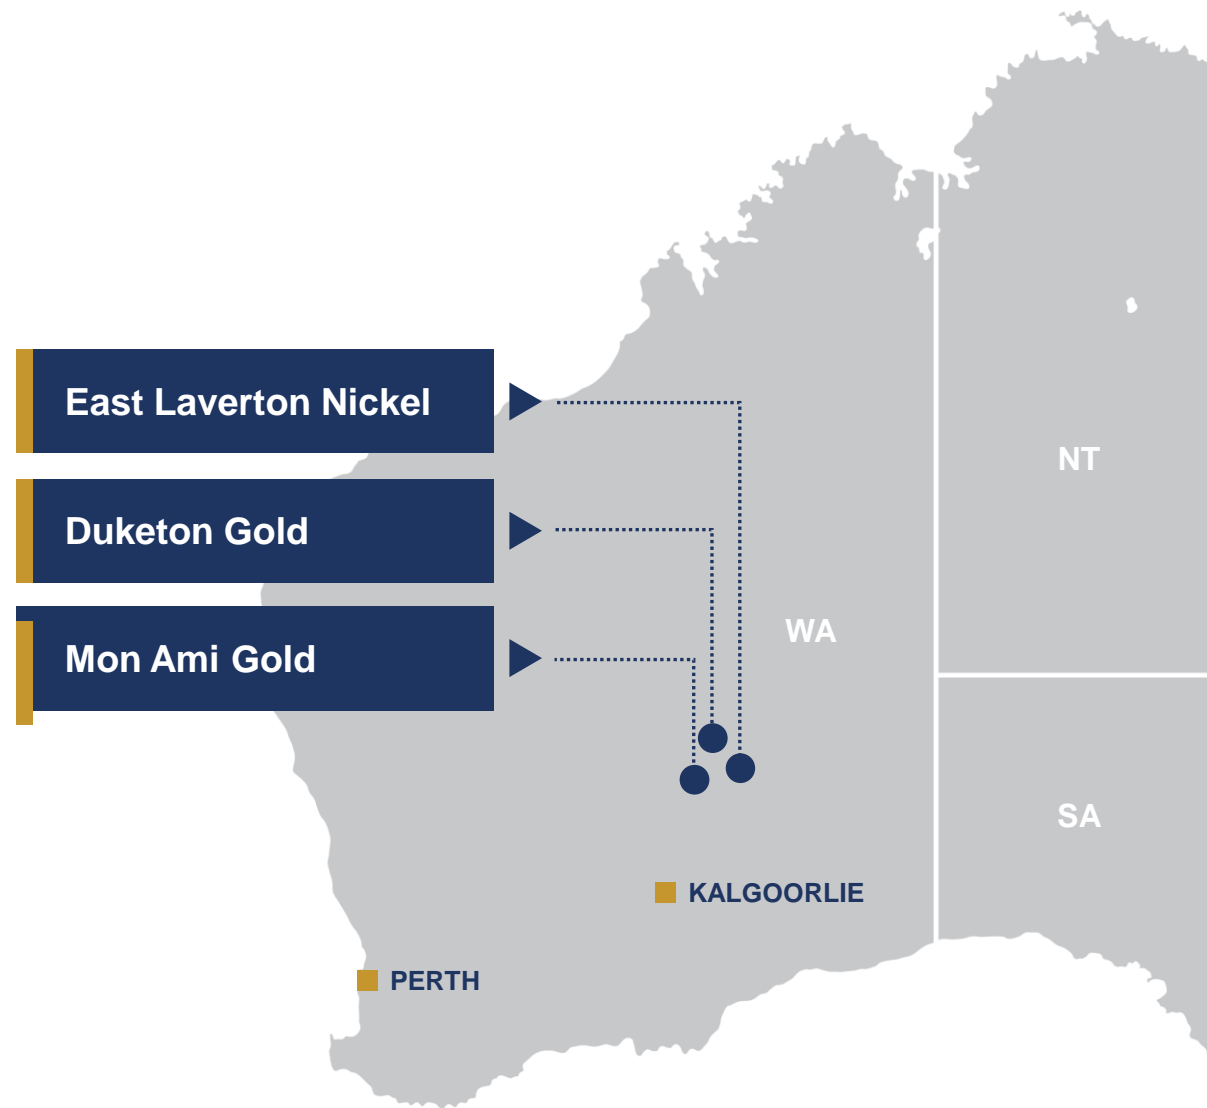 East Laverton Nickel
Duketon Gold
Mon Ami Gold
NT
WA
SA
KALGOORLIE
PERTH